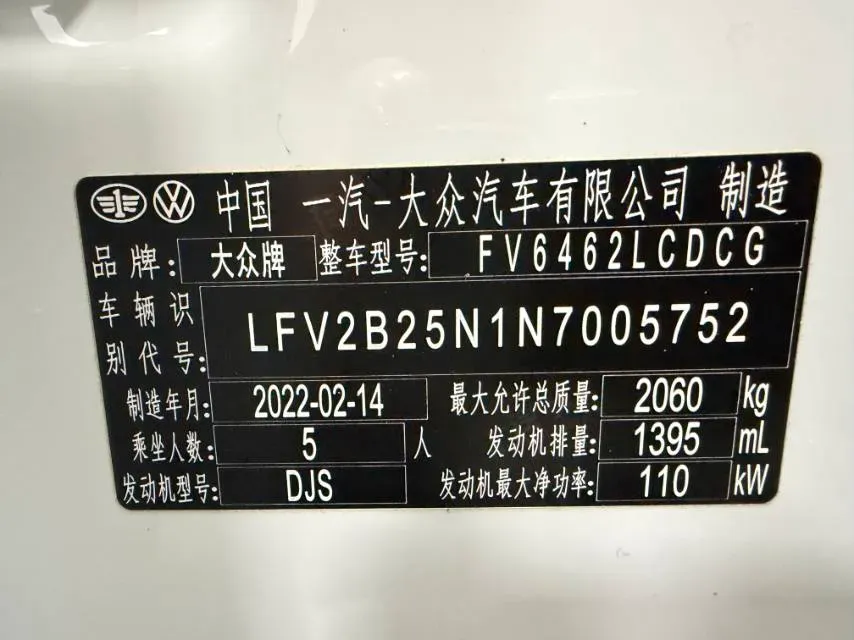 中国 一汽-大众汽车有限公司 制造
品牌: 大众牌 整车型号: FV6462LCDCG
车辆识
别代号: LFV2B25N1N7005752
制造年月: 2022-02-14 最大允许总质量: 2060 kg
乘坐人数: 5 人 发动机排量: 1395 mL
发动机型号: DJS 发动机最大净功率: 110 kW